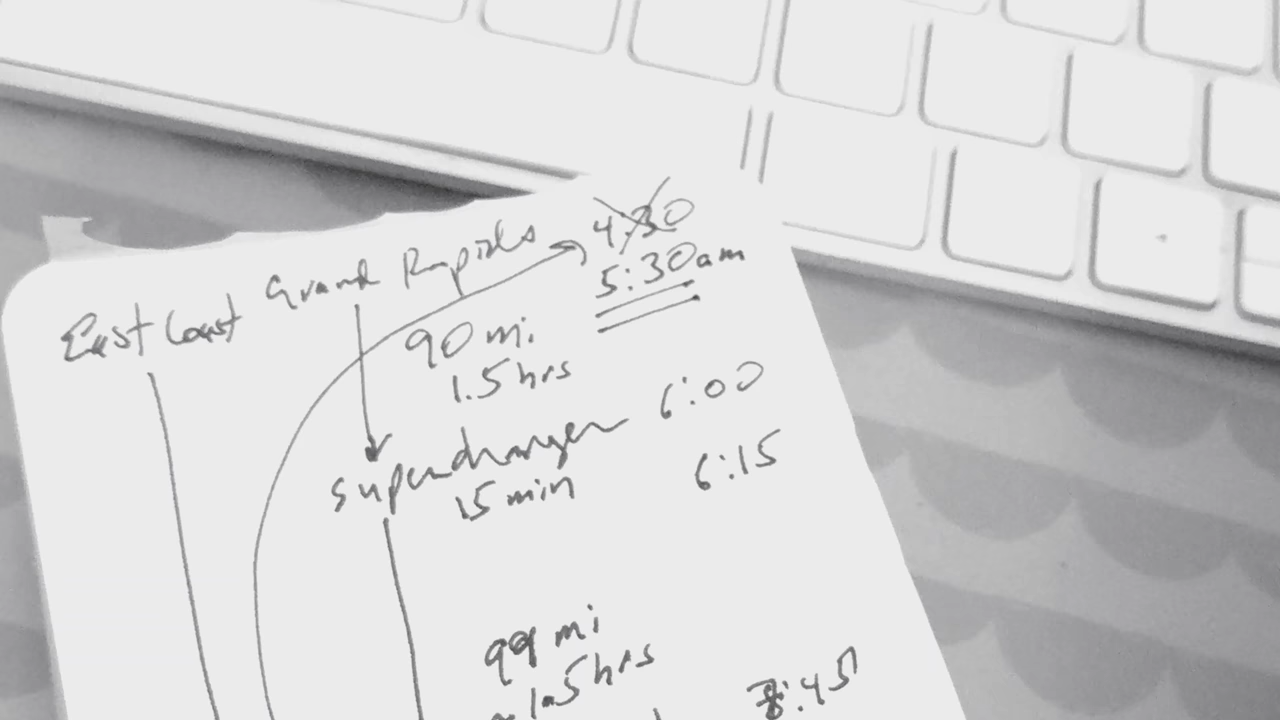 East Coast Grand Rapids 4:30
5:30am
90 mi
1.5 hrs
supercharger 6:00
15 min 6:15
99 mi
1.5 hrs
:45